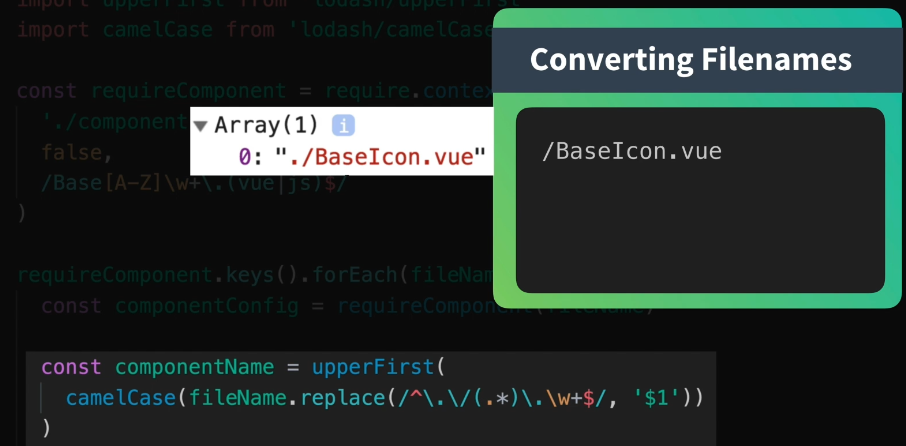 import upperFirst from 'lodash/upperFirst'
import camelCase from 'lodash/camelCase
const requireComponent = require.contex
'./component
false,
/Base[A-Z]\w+\.(vue|js)$/
)
Array(1) i
0: "./BaseIcon.vue"
Converting Filenames
/BaseIcon.vue
requireComponent.keys().forEach(fileNam
const componentConfig = requireComponent(fileName)
const componentName = upperFirst(
camelCase(fileName.replace(/^\.\/(.*)\.\w+$/, '$1'))
)